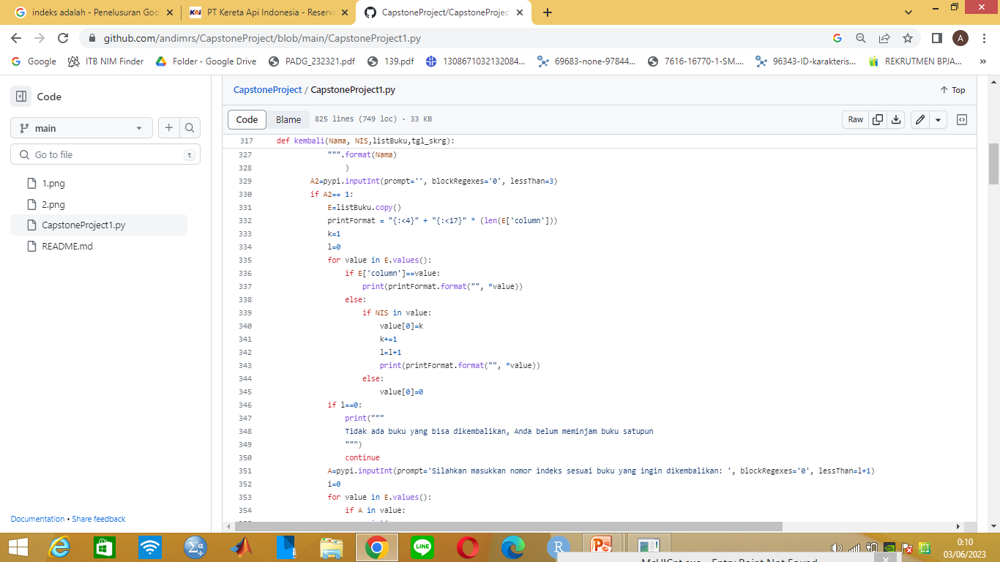 indeks adalah - Penelusuran Goo
PT Kereta Api Indonesia - Reserva
CapstoneProject/CapstoneProjec
github.com/andimrs/CapstoneProject/blob/main/CapstoneProject1.py
A
Google
ITB NIM Finder
Folder - Google Drive
PADG_232321.pdf
139.pdf
1308671032132084...
69683-none-97844...
7616-16770-1-SM....
96343-ID-karakteris...
REKRUTMEN BPJA...
»
Code
main
Go to file
t
1.png
2.png
CapstoneProject1.py
README.md
Documentation • Share feedback
CapstoneProject / CapstoneProject1.py
Top
Code
Blame
825 lines (749 loc) · 33 KB
Raw
317 def kembali(Nama, NIS,listBuku,tgl_skrg):
327 """.format(Nama)
328 )
329 A2=pypi.inputInt(prompt='', blockRegexes='0', lessThan=3)
330 if A2== 1:
331 E=listBuku.copy()
332 printFormat = "{:<4}" + "{:<17}" * (len(E['column']))
333 k=1
334 l=0
335 for value in E.values():
336 if E['column']==value:
337 print(printFormat.format("", *value))
338 else:
339 if NIS in value:
340 value[0]=k
341 k+=1
342 l=l+1
343 print(printFormat.format("", *value))
344 else:
345 value[0]=0
346 if l==0:
347 print("""
348 Tidak ada buku yang bisa dikembalikan, Anda belum meminjam buku satupun
349 """)
350 continue
351 A=pypi.inputInt(prompt='Silahkan masukkan nomor indeks sesuai buku yang ingin dikembalikan: ', blockRegexes='0', lessThan=l+1)
352 i=0
353 for value in E.values():
354 if A in value:
0:10
03/06/2023